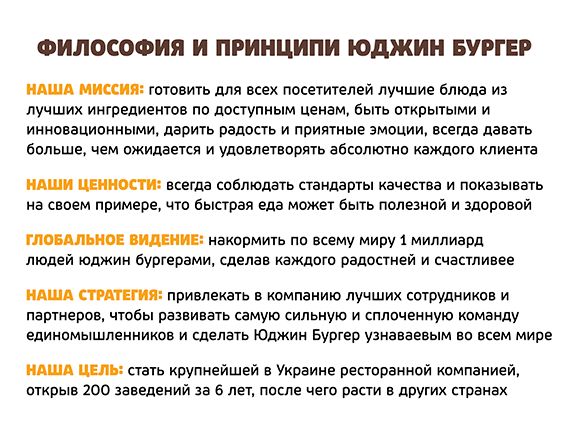 ФИЛОСОФИЯ И ПРИНЦИПИ ЮДЖИН БУРГЕР
НАША МИССИЯ: готовить для всех посетителей лучшие блюда из
лучших ингредиентов по доступным ценам, быть открытыми и
инновационными, дарить радость и приятные эмоции, всегда давать
больше, чем ожидается и удовлетворять абсолютно каждого клиента
НАШИ ЦЕННОСТИ: всегда соблюдать стандарты качества и показывать
на своем примере, что быстрая еда может быть полезной и здоровой
ГЛОБАЛЬНОЕ ВИДЕНИЕ: накормить по всему миру 1 миллиард
людей юджин бургерами, сделав каждого радостней и счастливее
НАША СТРАТЕГИЯ: привлекать в компанию лучших сотрудников и
партнеров, чтобы развивать самую сильную и сплоченную команду
единомышленников и сделать Юджин Бургер узнаваемым во всем мире
НАША ЦЕЛЬ: стать крупнейшей в Украине ресторанной компанией,
открыв 200 заведений за 6 лет, после чего расти в других странах